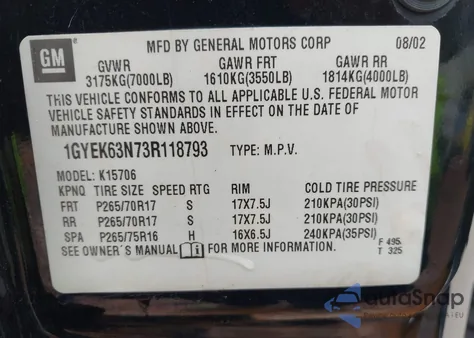 GM
MFD BY GENERAL MOTORS CORP 08/02
GVWR GAWR FRT GAWR RR
3175KG(7000LB) 1610KG(3550LB) 1814KG(4000LB)
THIS VEHICLE CONFORMS TO ALL APPLICABLE U.S. FEDERAL MOTOR
VEHICLE SAFETY STANDARDS IN EFFECT ON THE DATE OF
MANUFACTURE SHOWN ABOVE.
1GYEK63N73R118793 TYPE: M.P.V.
MODEL: K15706
KPNQ TIRE SIZE SPEED RTG RIM COLD TIRE PRESSURE
FRT P265/70R17 S 17X7.5J 210KPA(30PSI)
RR P265/70R17 S 17X7.5J 210KPA(30PSI)
SPA P265/75R16 H 16X6.5J 240KPA(35PSI)
SEE OWNER'S MANUAL FOR MORE INFORMATION.
F 495.
T 325
AutoSnap